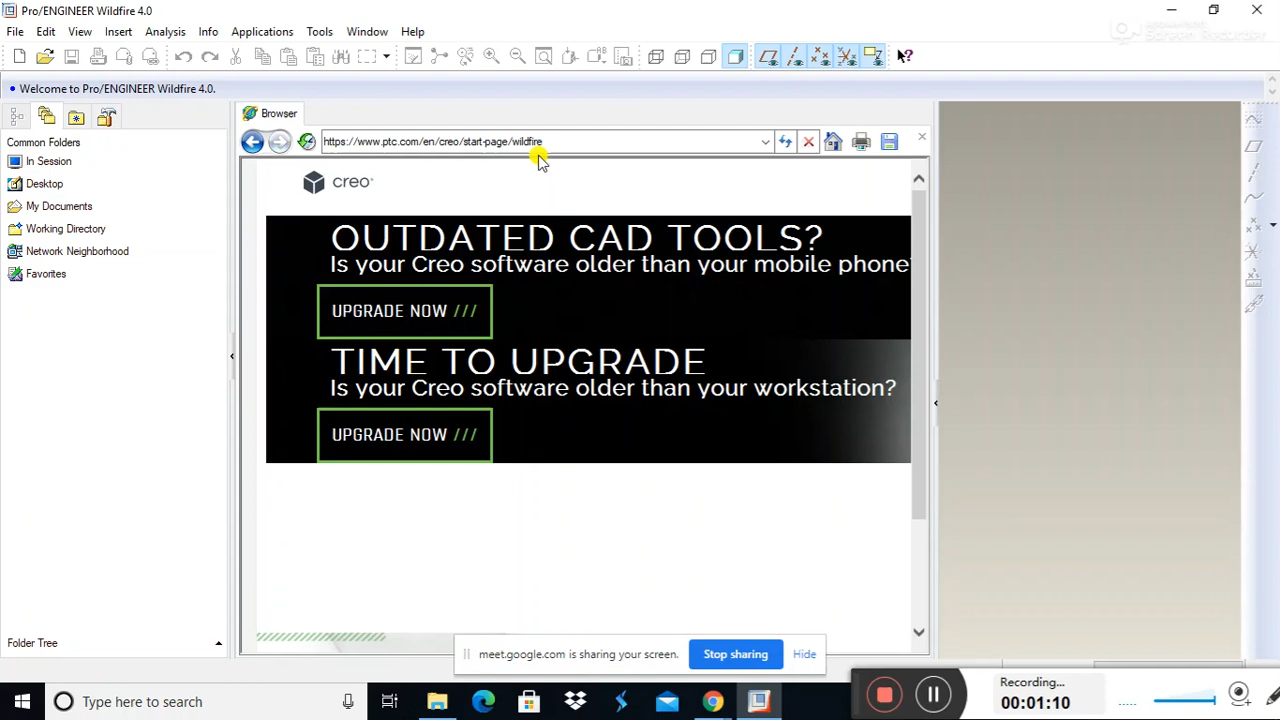 Pro/ENGINEER Wildfire 4.0
File Edit View Insert Analysis Info Applications Tools Window Help
Screen Recorder
Welcome to Pro/ENGINEER Wildfire 4.0.
Browser
https://www.ptc.com/en/creo/start-page/wildfire
Common Folders
In Session
Desktop
My Documents
Working Directory
Network Neighborhood
Favorites
Folder Tree
creo
OUTDATED CAD TOOLS?
Is your Creo software older than your mobile phone?
UPGRADE NOW ///
TIME TO UPGRADE
Is your Creo software older than your workstation?
UPGRADE NOW ///
meet.google.com is sharing your screen.
Stop sharing
Hide
Type here to search
Recording...
00:01:10